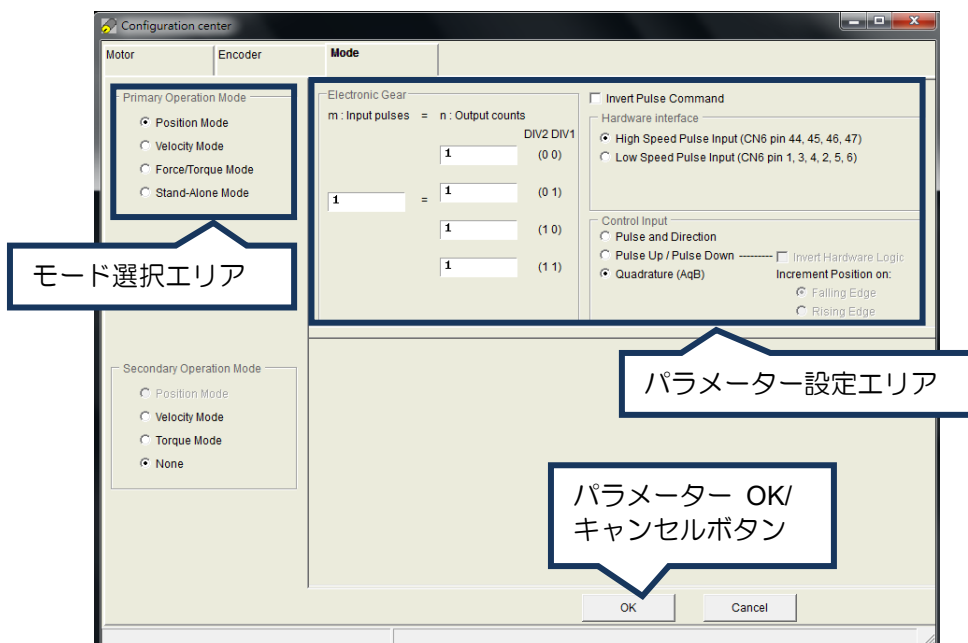 Configuration center
Motor
Encoder
Mode
Primary Operation Mode
Position Mode
Velocity Mode
Force/Torque Mode
Stand-Alone Mode
モード選択エリア
Electronic Gear
m : Input pulses = n : Output counts
DIV2 DIV1
1 (0 0)
1 = 1 (0 1)
1 (1 0)
1 (1 1)
Invert Pulse Command
Hardware interface
High Speed Pulse Input (CN6 pin 44, 45, 46, 47)
Low Speed Pulse Input (CN6 pin 1, 3, 4, 2, 5, 6)
Control Input
Pulse and Direction
Pulse Up / Pulse Down --------- Invert Hardware Logic
Quadrature (AqB) Increment Position on:
Falling Edge
Rising Edge
パラメーター設定エリア
Secondary Operation Mode
Position Mode
Velocity Mode
Torque Mode
None
パラメーター OK/
キャンセルボタン
OK
Cancel